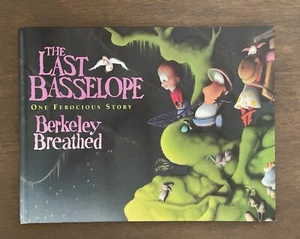 THE
LAST
BASSELOPE
ONE FEROCIOUS STORY
Berkeley
Breathed